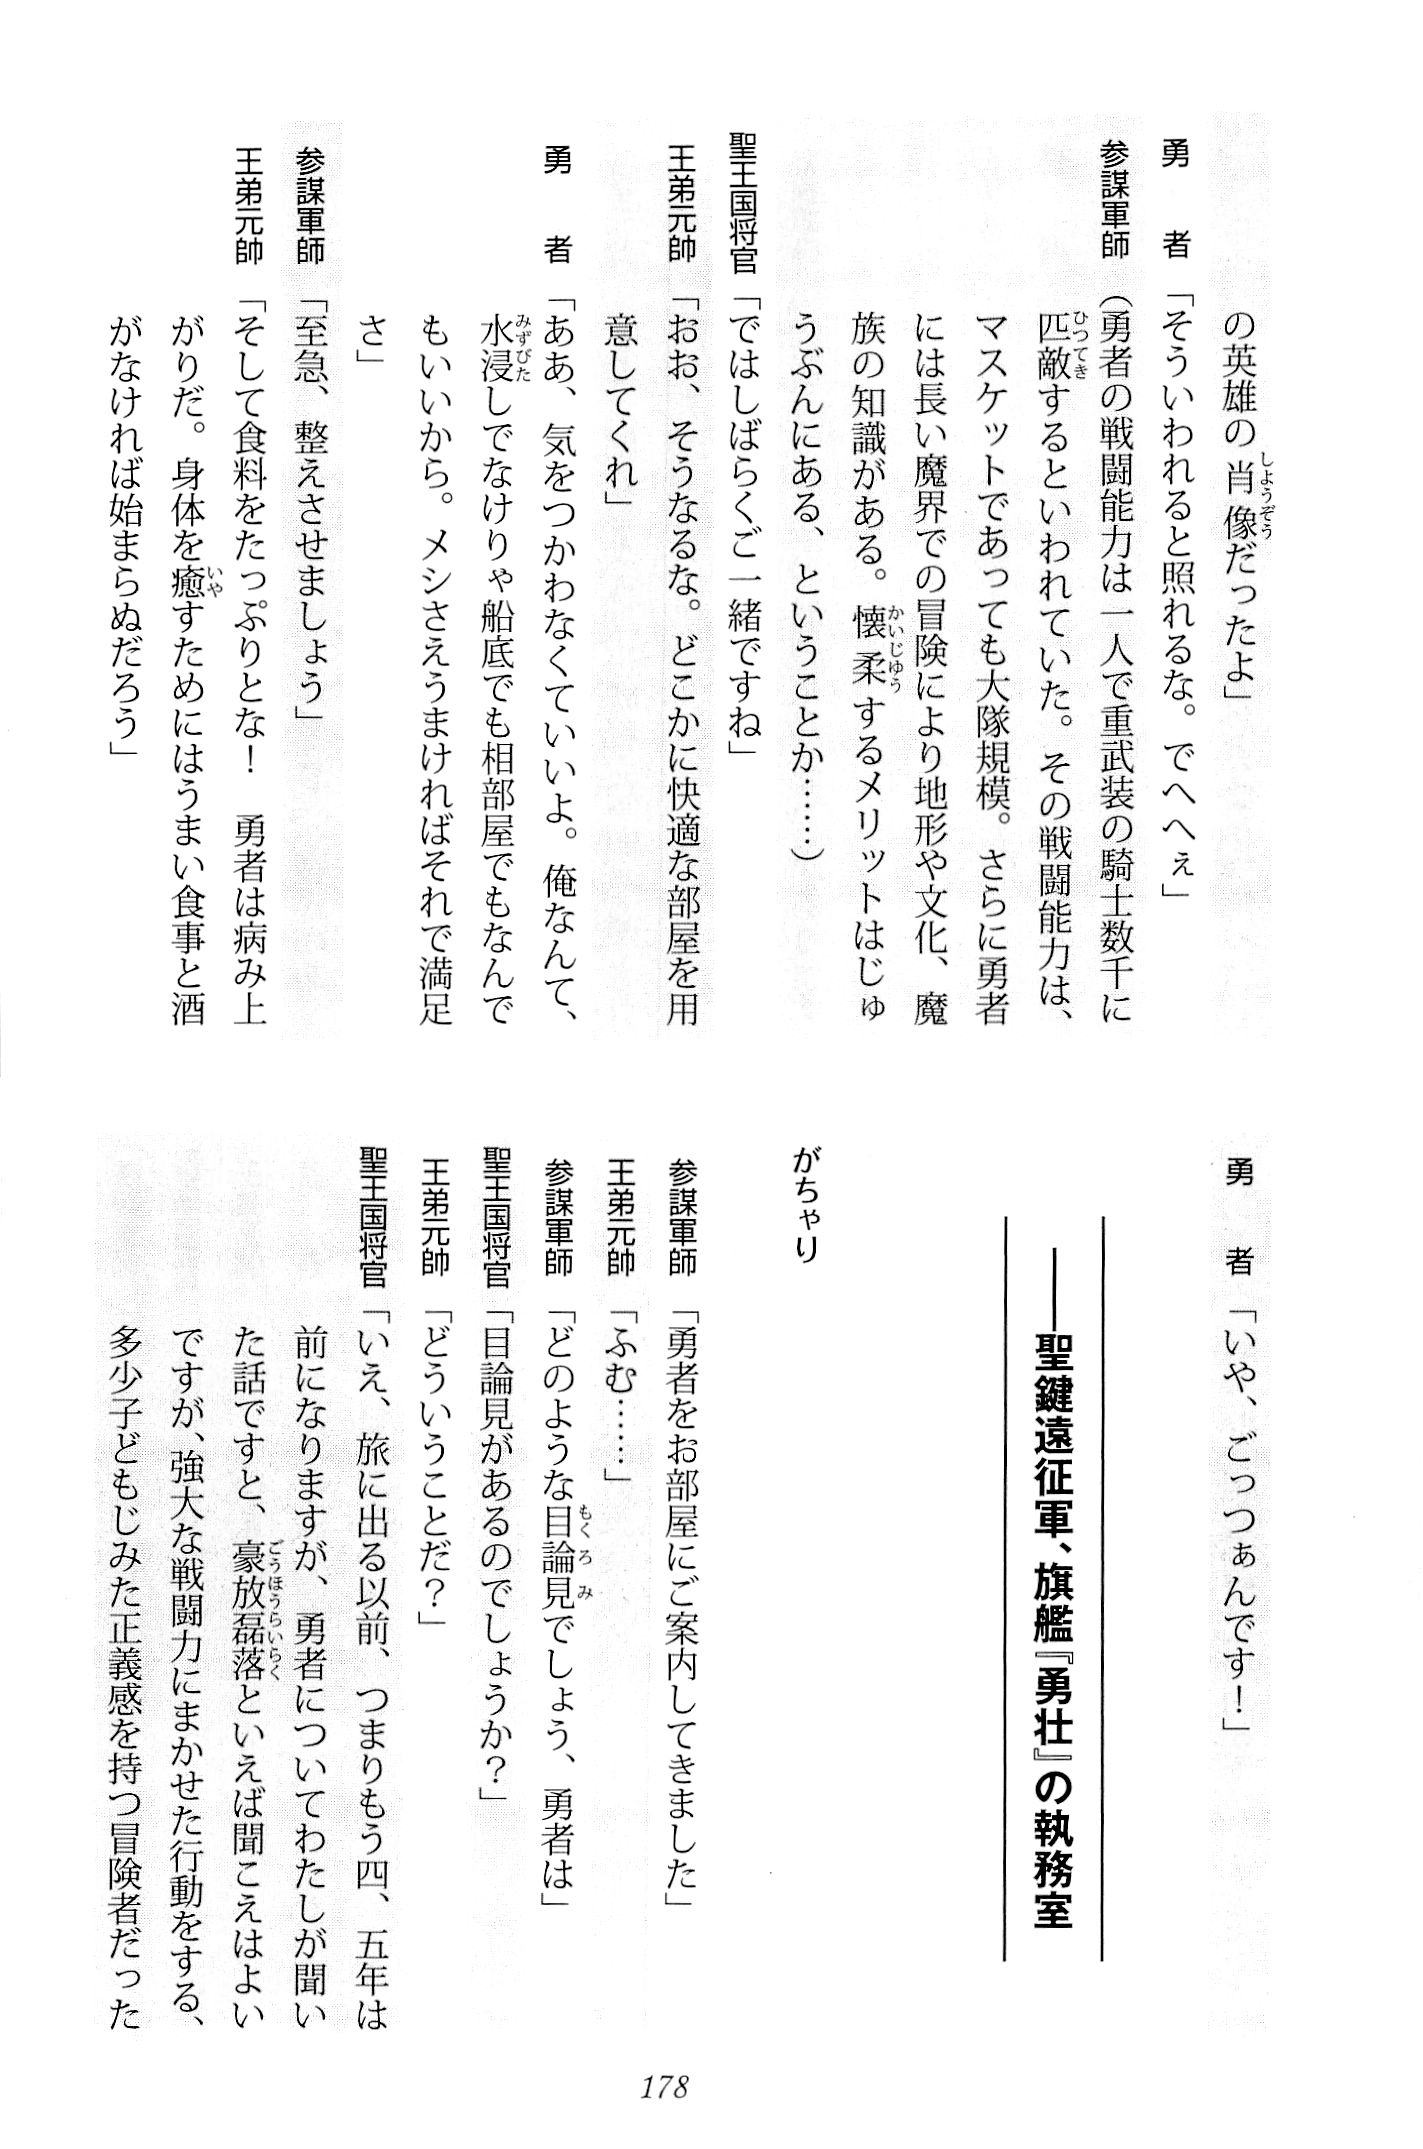 の英雄の肖像だったよ」
勇　者「そういわれると照れるな。でへへぇ」
参謀軍師（勇者の戦闘能力は一人で重武装の騎士数千に
匹敵するといわれていた。その戦闘能力は、
マスケットであっても大隊規模。さらに勇者
には長い魔界での冒険により地形や文化、魔
族の知識がある。懐柔するメリットはじゅ
うぶんにある、ということか……）
聖王国将官「ではしばらくご一緒ですね」
王弟元帥「おお、そうなるな。どこかに快適な部屋を用
意してくれ」
勇　者「ああ、気をつかわなくていいよ。俺なんて、
水浸しでなけりゃ船底でも相部屋でもなんで
もいいから。メシさえうまければそれで満足
さ」
参謀軍師「至急、整えさせましょう」
王弟元帥「そして食料をたっぷりとな！　勇者は病み上
がりだ。身体を癒すためにはうまい食事と酒
がなければ始まらぬだろう」
勇　者「いや、ごっつぁんです！」
――聖鍵遠征軍、旗艦『勇壮』の執務室
がちゃり
参謀軍師「勇者をお部屋にご案内してきました」
王弟元帥「ふむ……」
参謀軍師「どのような目論見でしょう、勇者は」
聖王国将官「目論見があるのでしょうか？」
王弟元帥「どういうことだ？」
聖王国将官「いえ、旅に出る以前、つまりもう四、五年は
前になりますが、勇者についてわたしが聞い
た話ですと、豪放磊落といえば聞こえはよい
ですが、強大な戦闘力にまかせた行動をする、
多少子どもじみた正義感を持つ冒険者だった
178